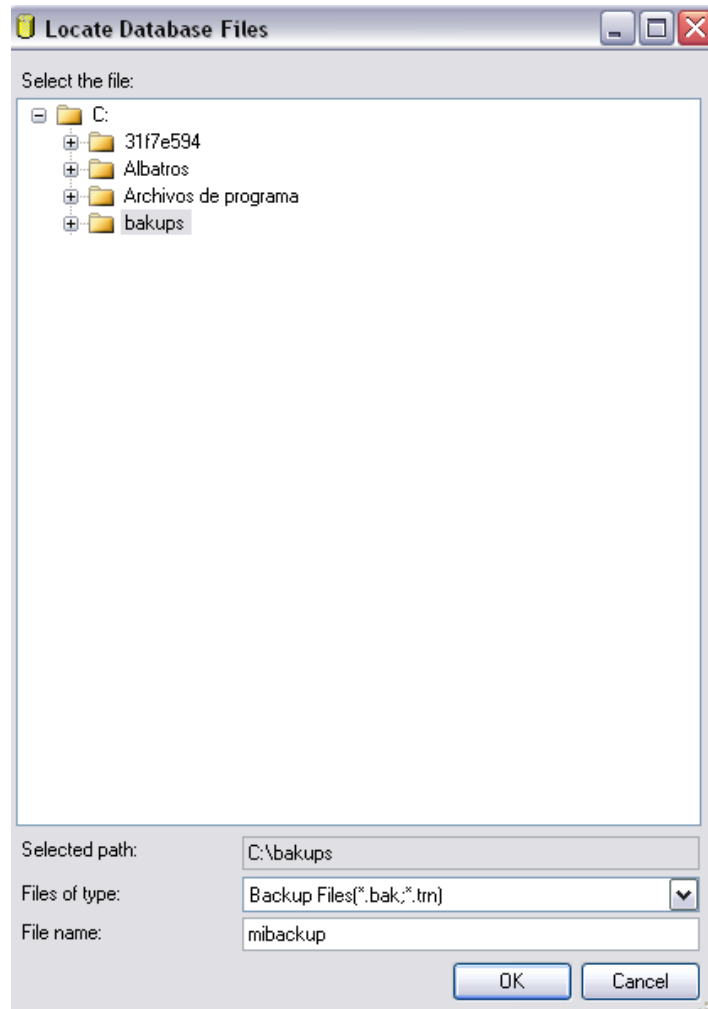 Locate Database Files
Select the file:
C:
31f7e594
Albatros
Archivos de programa
bakups
Selected path: C:\bakups
Files of type: Backup Files(*.bak;*.trn)
File name: mibackup
OK Cancel